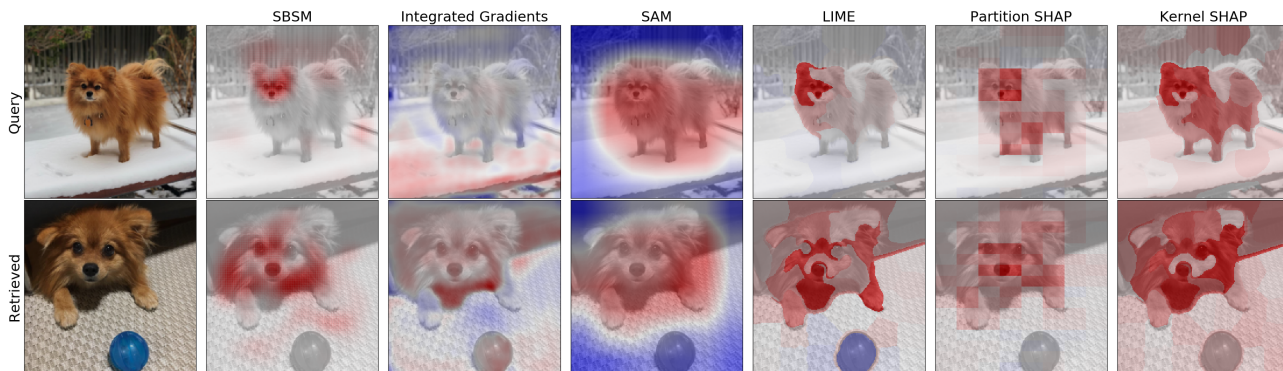 SBSM Integrated Gradients SAM LIME Partition SHAP Kernel SHAP
Query
Retrieved